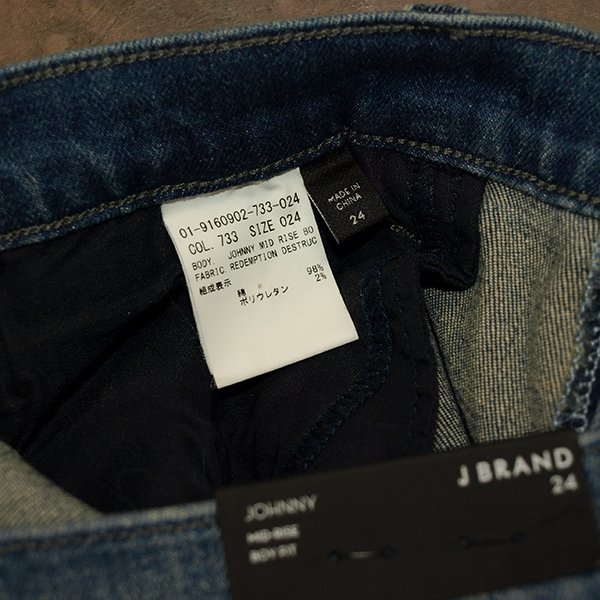 01-9160902-733-024
COL. 733 SIZE 024
BODY. JOHNNY MID RISE BO
FABRIC. REDEMPTION DESTRUC
組成表示
綿 98%
ポリウレタン 2%
MADE IN
CHINA
24
J BRAND
24
JOHNNY
MID-RISE
BOY FIT